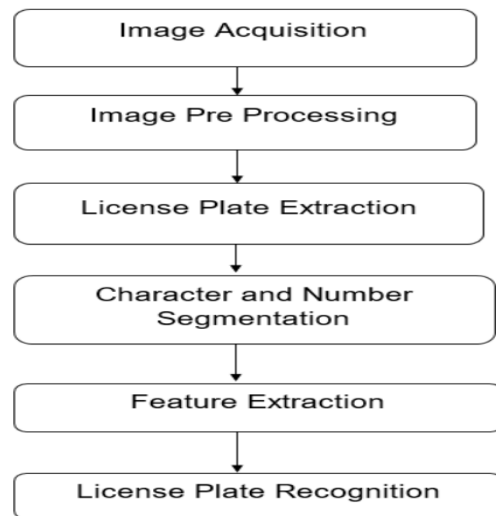 Image Acquisition
Image Pre Processing
License Plate Extraction
Character and Number
Segmentation
Feature Extraction
License Plate Recognition